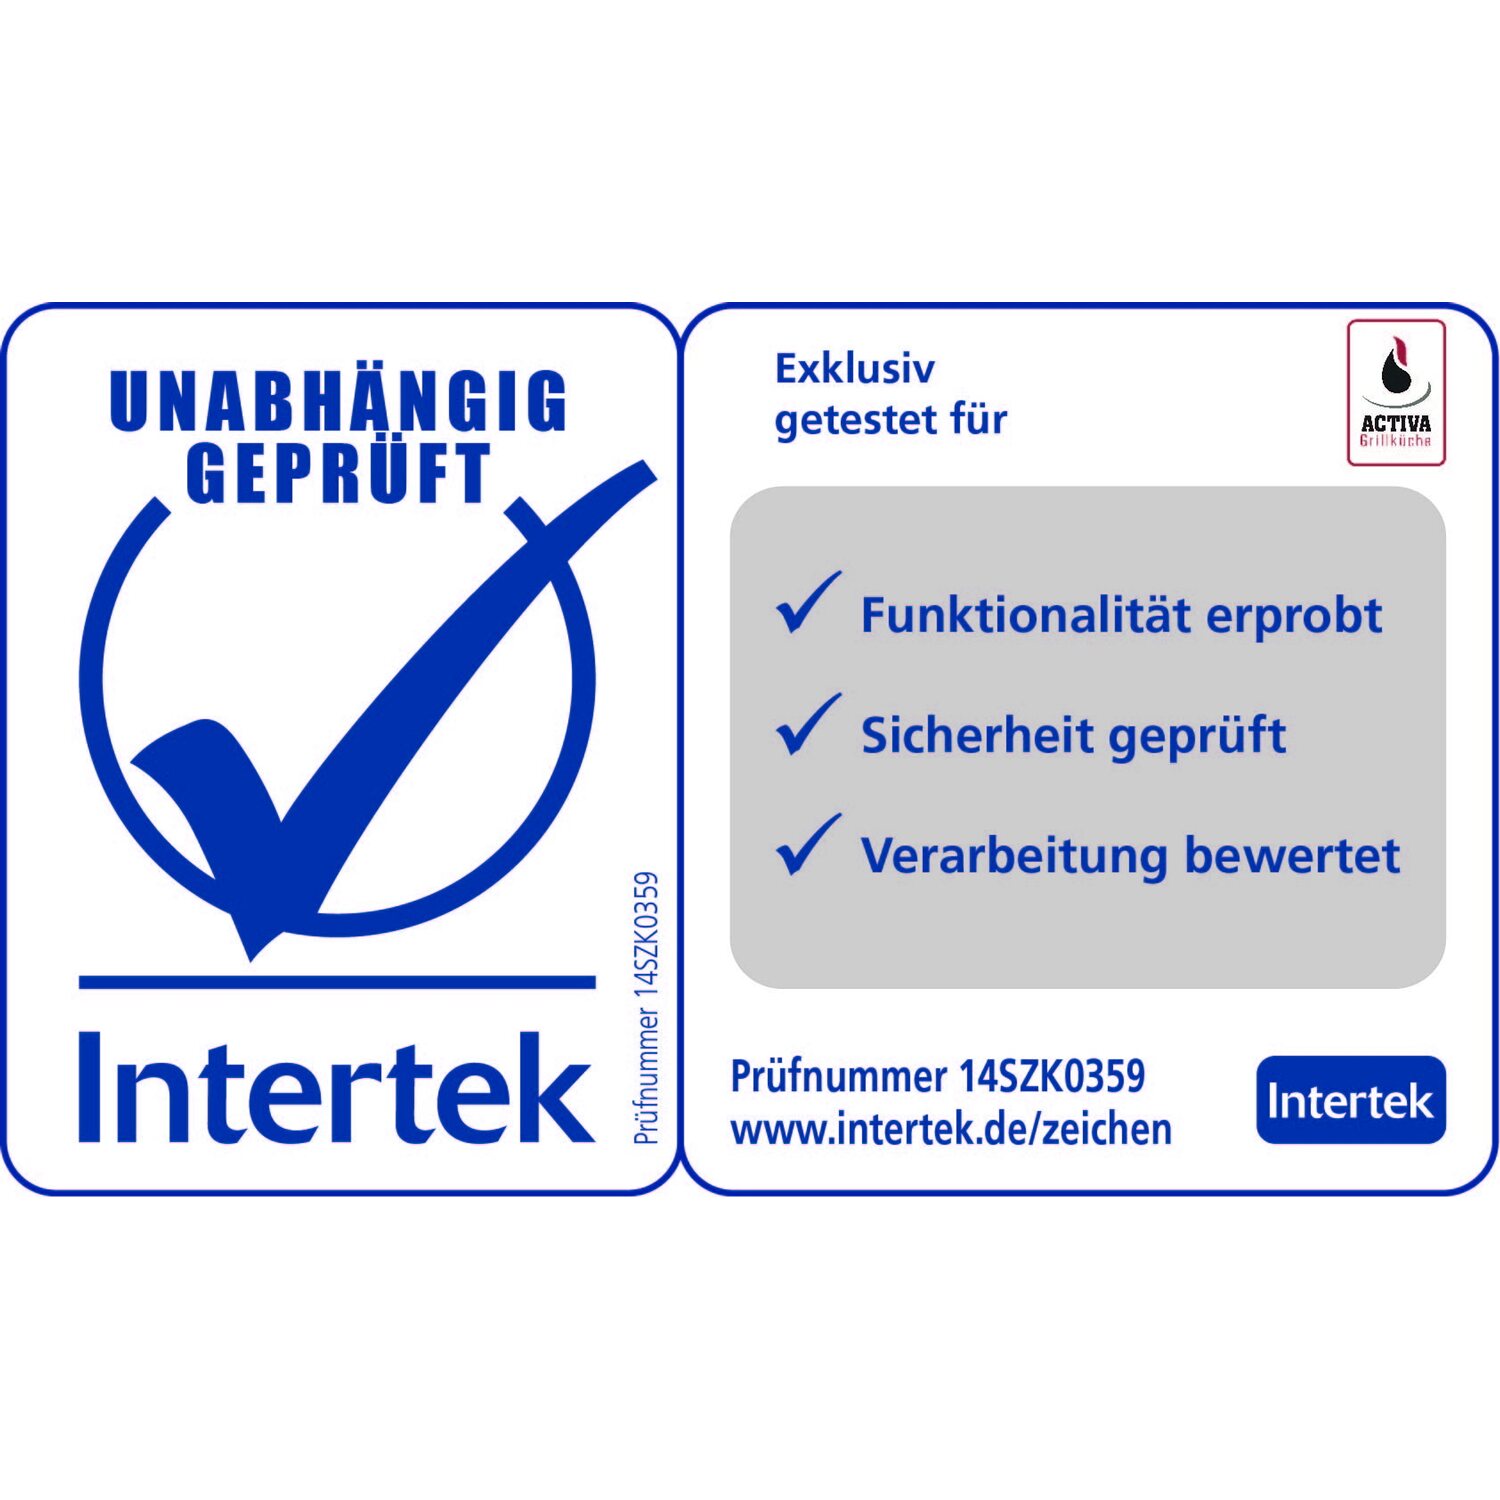 UNABHÄNGIG
GEPRÜFT
Intertek
Prüfnummer 14SZK0359
Exklusiv
getestet für
ACTIVA
Grillküche
Funktionalität erprobt
Sicherheit geprüft
Verarbeitung bewertet
Prüfnummer 14SZK0359
www.intertek.de/zeichen
Intertek